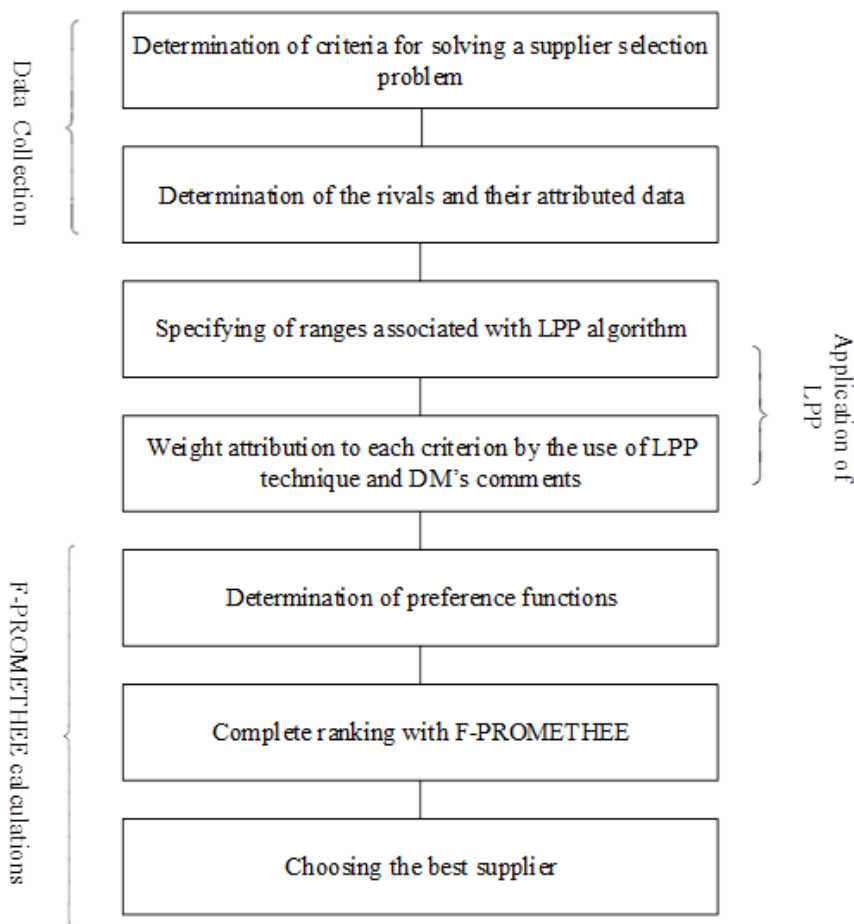 Determination of criteria for solving a supplier selection
problem
Data Collection
Determination of the rivals and their attributed data
Specifying of ranges associated with LPP algorithm
Application of
LPP
Weight attribution to each criterion by the use of LPP
technique and DM's comments
Determination of preference functions
F-PROMETHEE calculations
Complete ranking with F-PROMETHEE
Choosing the best supplier